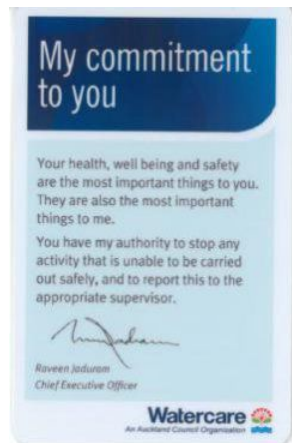 My commitment
to you
Your health, well being and safety
are the most important things to you.
They are also the most important
things to me.
You have my authority to stop any
activity that is unable to be carried
out safely, and to report this to the
appropriate supervisor.
Raveen Jaduram
Chief Executive Officer
Watercare
An Auckland Council Organisation